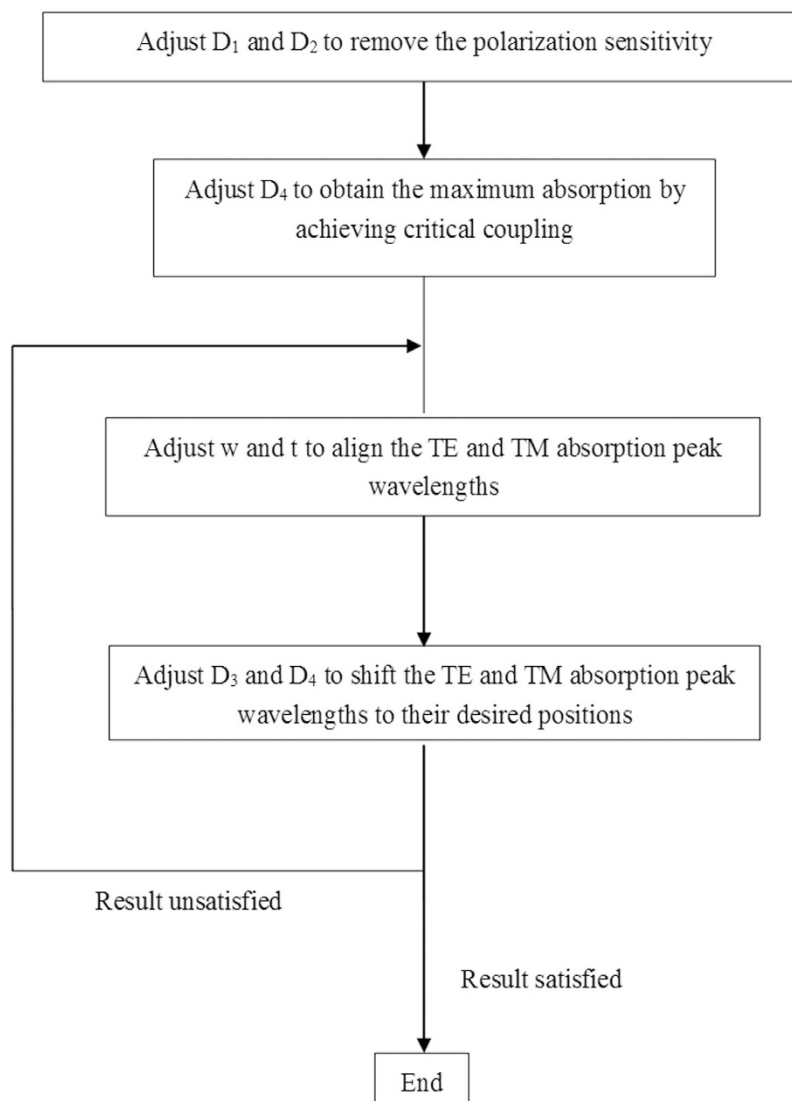 Adjust D₁ and D₂ to remove the polarization sensitivity
Adjust D₄ to obtain the maximum absorption by
achieving critical coupling
Adjust w and t to align the TE and TM absorption peak
wavelengths
Adjust D₃ and D₄ to shift the TE and TM absorption peak
wavelengths to their desired positions
Result unsatisfied
Result satisfied
End